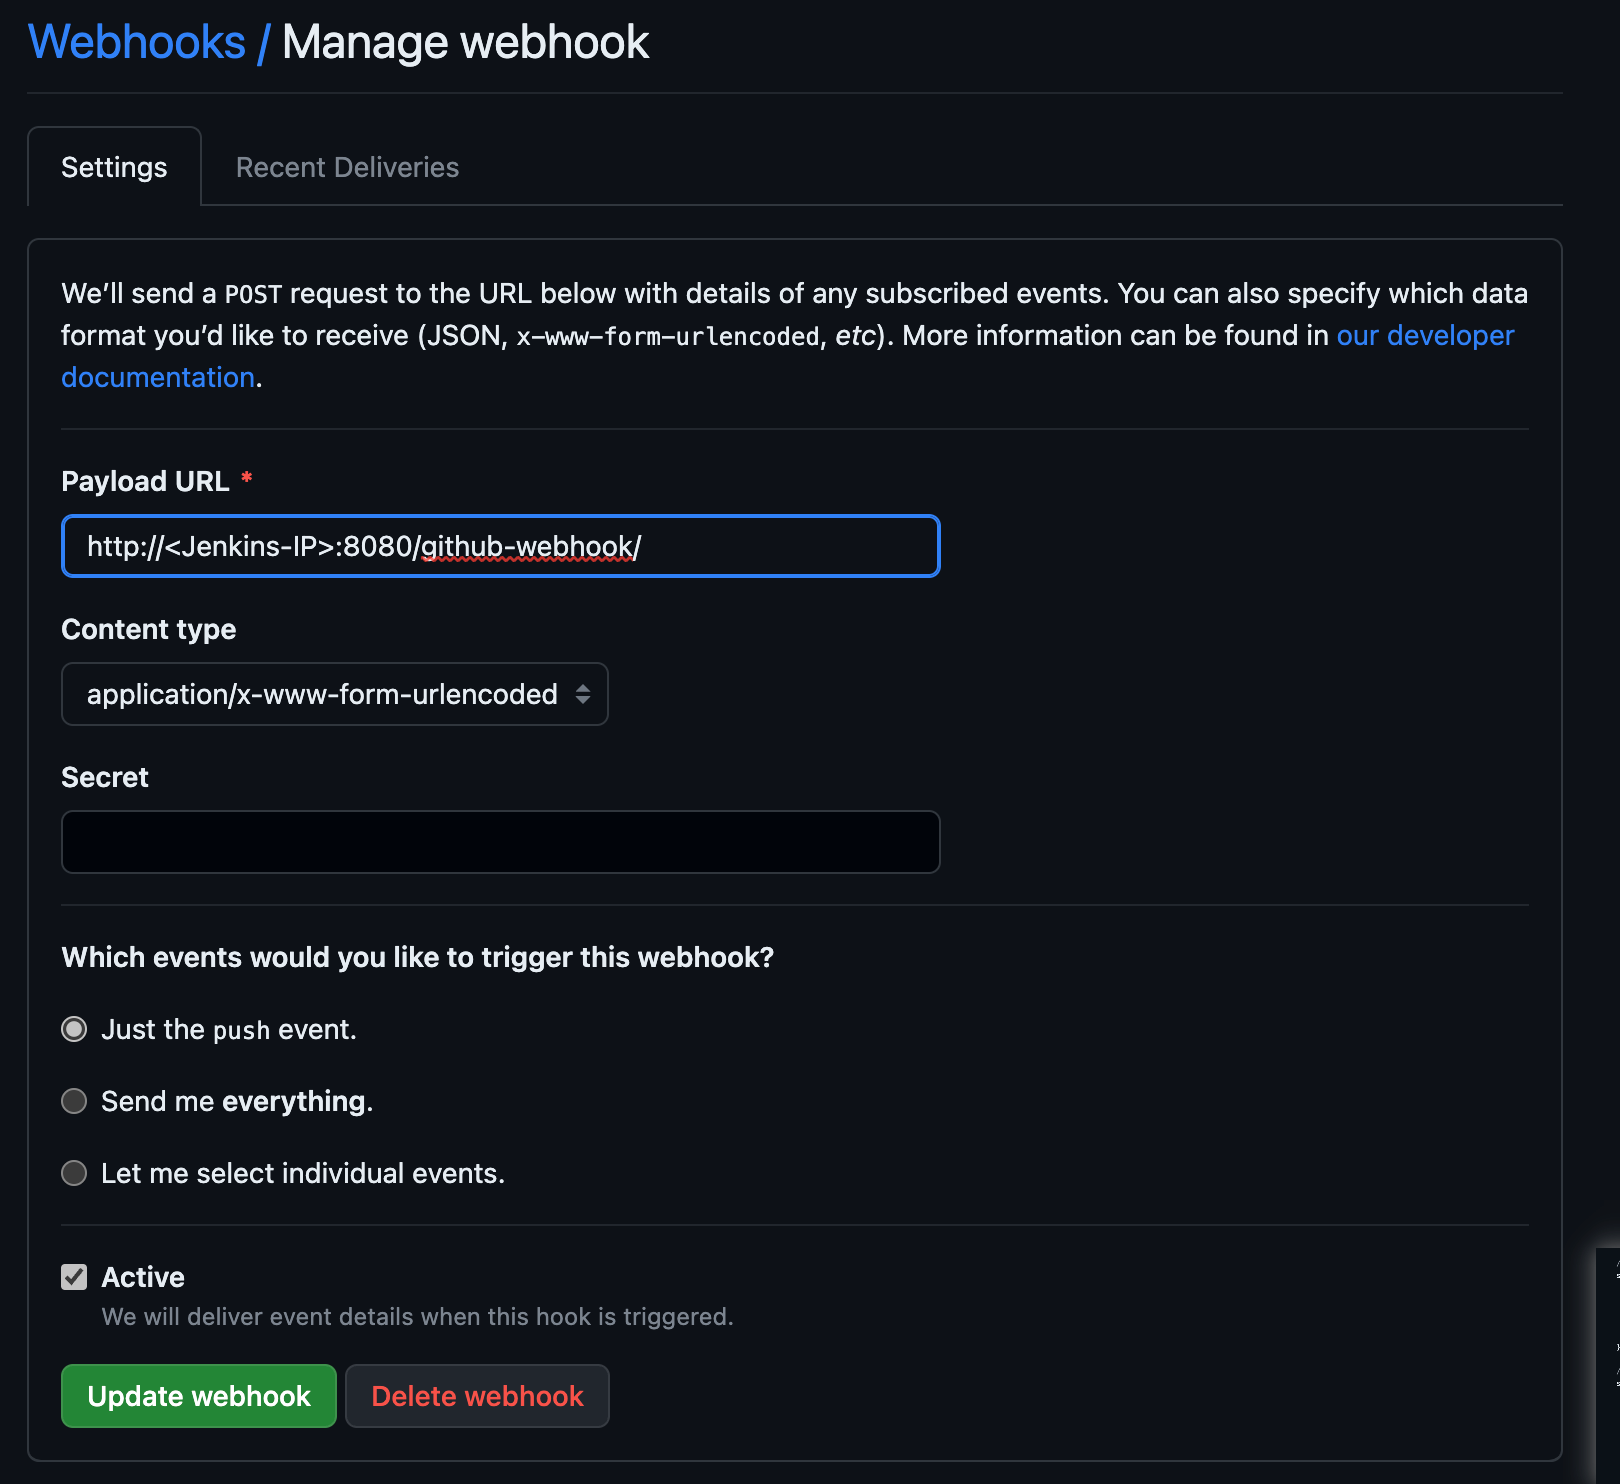 Webhooks / Manage webhook
Settings
Recent Deliveries
We’ll send a POST request to the URL below with details of any subscribed events. You can also specify which data
format you’d like to receive (JSON, x-www-form-urlencoded, etc). More information can be found in our developer
documentation.
Payload URL *
http://<Jenkins-IP>:8080/github-webhook/
Content type
application/x-www-form-urlencoded
Secret
Which events would you like to trigger this webhook?
Just the push event.
Send me everything.
Let me select individual events.
Active
We will deliver event details when this hook is triggered.
Update webhook
Delete webhook